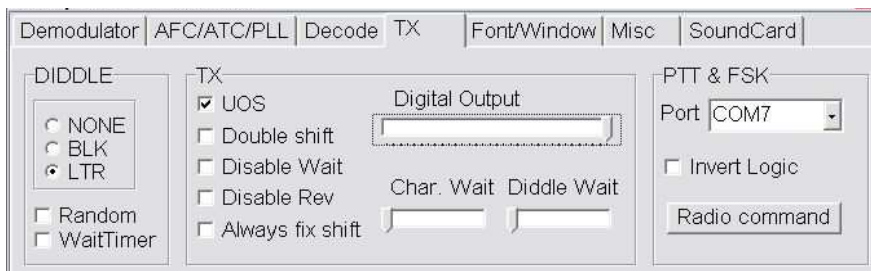 Demodulator AFC/ATC/PLL Decode TX Font/Window Misc SoundCard
DIDDLE
NONE
BLK
LTR
Random
WaitTimer
TX
UOS
Double shift
Disable Wait
Disable Rev
Always fix shift
Digital Output
Char. Wait Diddle Wait
PTT & FSK
Port COM7
Invert Logic
Radio command